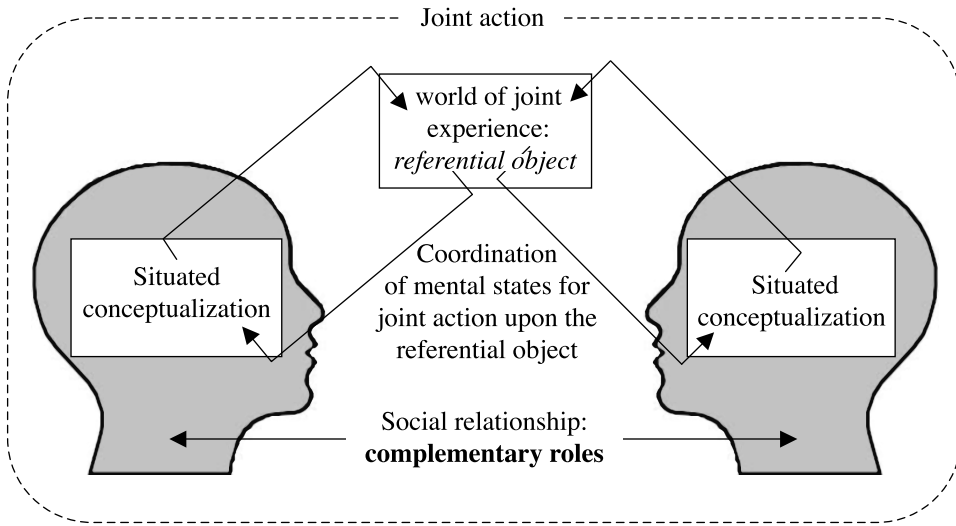 Joint action
world of joint
experience:
referential object
Situated
conceptualization
Coordination
of mental states for
joint action upon the
referential object
Situated
conceptualization
Social relationship:
complementary roles